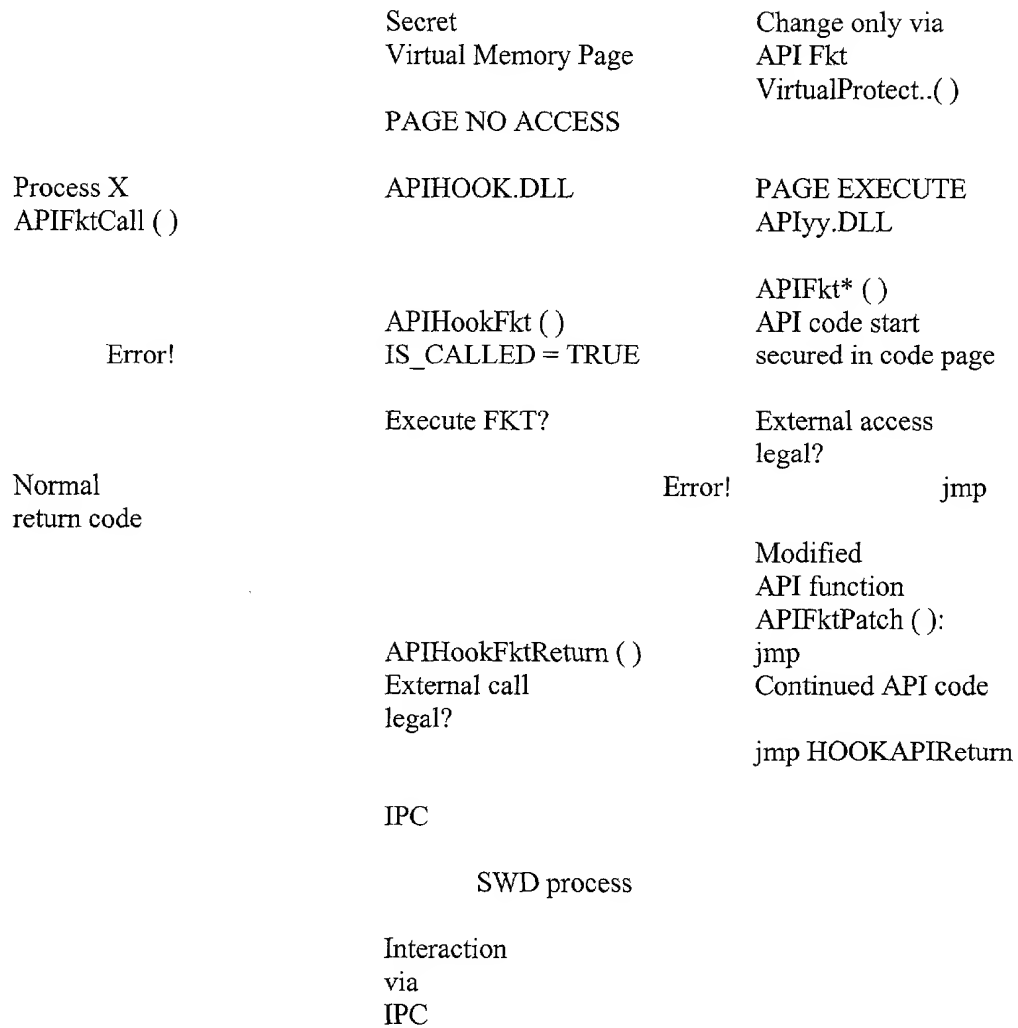 Secret
Virtual Memory Page
Change only via
API Fkt
VirtualProtect..( )
PAGE NO ACCESS
Process X
APIFktCall ( )
APIHOOK.DLL
PAGE EXECUTE
APIyy.DLL
APIFkt* ( )
API code start
secured in code page
APIHookFkt ( )
IS_CALLED = TRUE
Error!
Execute FKT?
External access
legal?
Normal
return code
Error!
jmp
Modified
API function
APIFktPatch ( ):
jmp
Continued API code
APIHookFktReturn ( )
External call
legal?
jmp HOOKAPIReturn
IPC
SWD process
Interaction
via
IPC